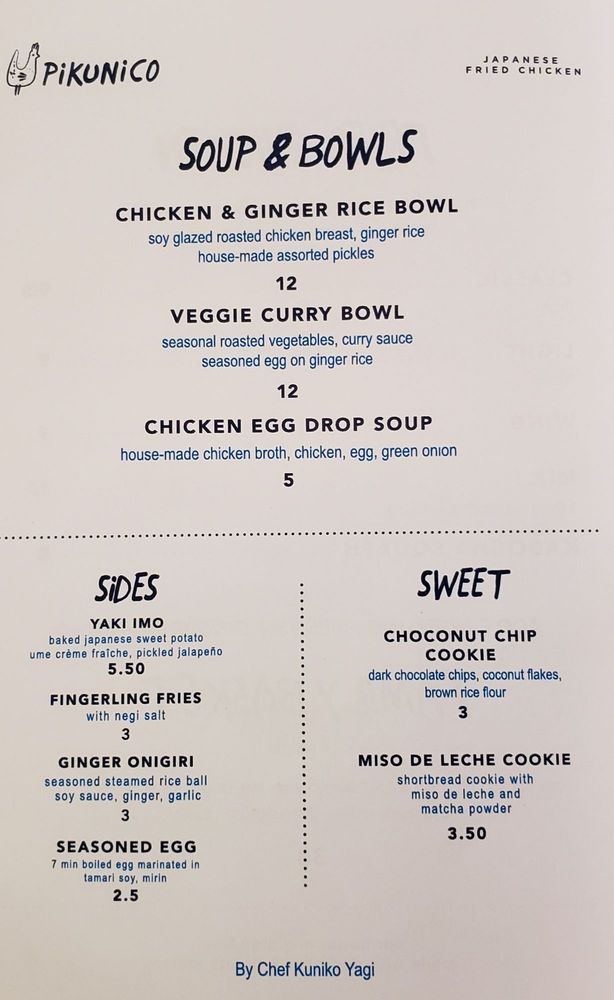 PiKUNiCO
JAPANESE
FRIED CHICKEN
SOUP & BOWLS
CHICKEN & GINGER RICE BOWL
soy glazed roasted chicken breast, ginger rice
house-made assorted pickles
12
VEGGIE CURRY BOWL
seasonal roasted vegetables, curry sauce
seasoned egg on ginger rice
12
CHICKEN EGG DROP SOUP
house-made chicken broth, chicken, egg, green onion
5
SiDES
YAKI IMO
baked japanese sweet potato
ume crème fraîche, pickled jalapeño
5.50
FINGERLING FRIES
with negi salt
3
GINGER ONIGIRI
seasoned steamed rice ball
soy sauce, ginger, garlic
3
SEASONED EGG
7 min boiled egg marinated in
tamari soy, mirin
2.5
SWEET
CHOCONUT CHIP
COOKIE
dark chocolate chips, coconut flakes,
brown rice flour
3
MISO DE LECHE COOKIE
shortbread cookie with
miso de leche and
matcha powder
3.50
By Chef Kuniko Yagi